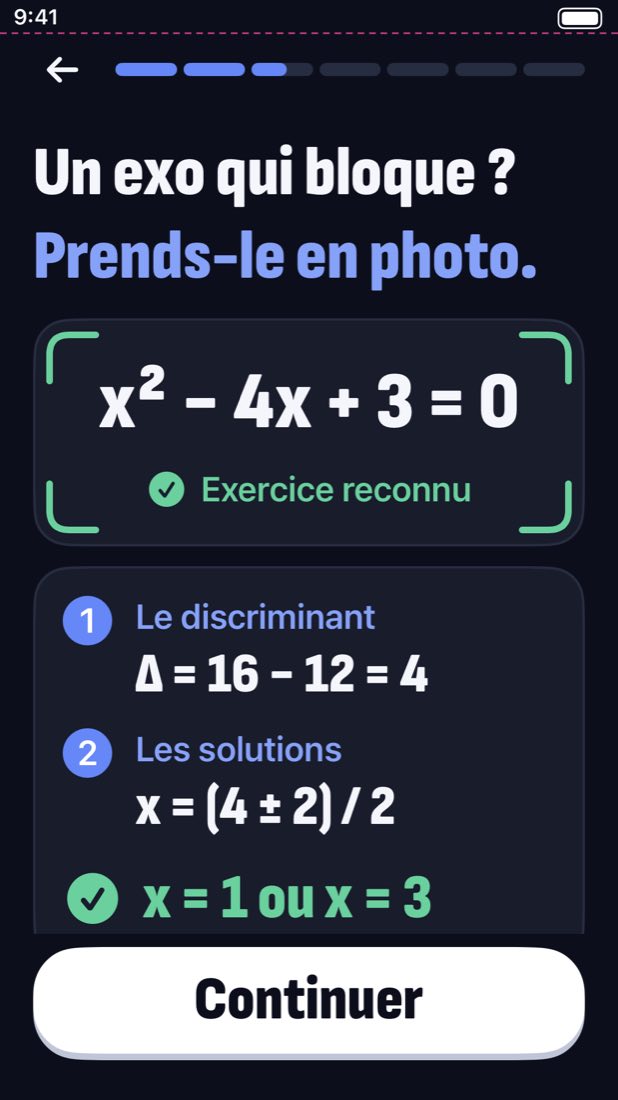 9:41
Un exo qui bloque ?
Prends-le en photo.
x² – 4x + 3 = 0
Exercice reconnu
1 Le discriminant
Δ = 16 – 12 = 4
2 Les solutions
x = (4 ± 2) / 2
x = 1 ou x = 3
Continuer